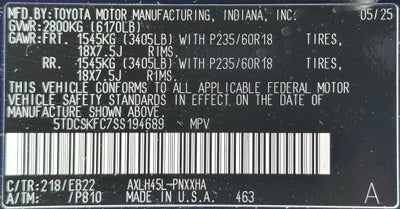 MFD.BY:TOYOTA MOTOR MANUFACTURING, INDIANA, INC. 05/25
GVWR:2800KG (6170LB)
GAWR:FRT. 1545KG (3405LB) WITH P235/60R18 TIRES,
18X7.5J RIMS.
RR. 1545KG (3405LB) WITH P235/60R18 TIRES,
18X7.5J RIMS.
THIS VEHICLE CONFORMS TO ALL APPLICABLE FEDERAL MOTOR
VEHICLE SAFETY STANDARDS IN EFFECT ON THE DATE OF
MANUFACTURE SHOWN ABOVE.
5TDCSKFC7SS194689 MPV
C/TR:218/EB22 AXLH45L-PNXXHA
A/TM: /P810 MADE IN U.S.A. 463 A